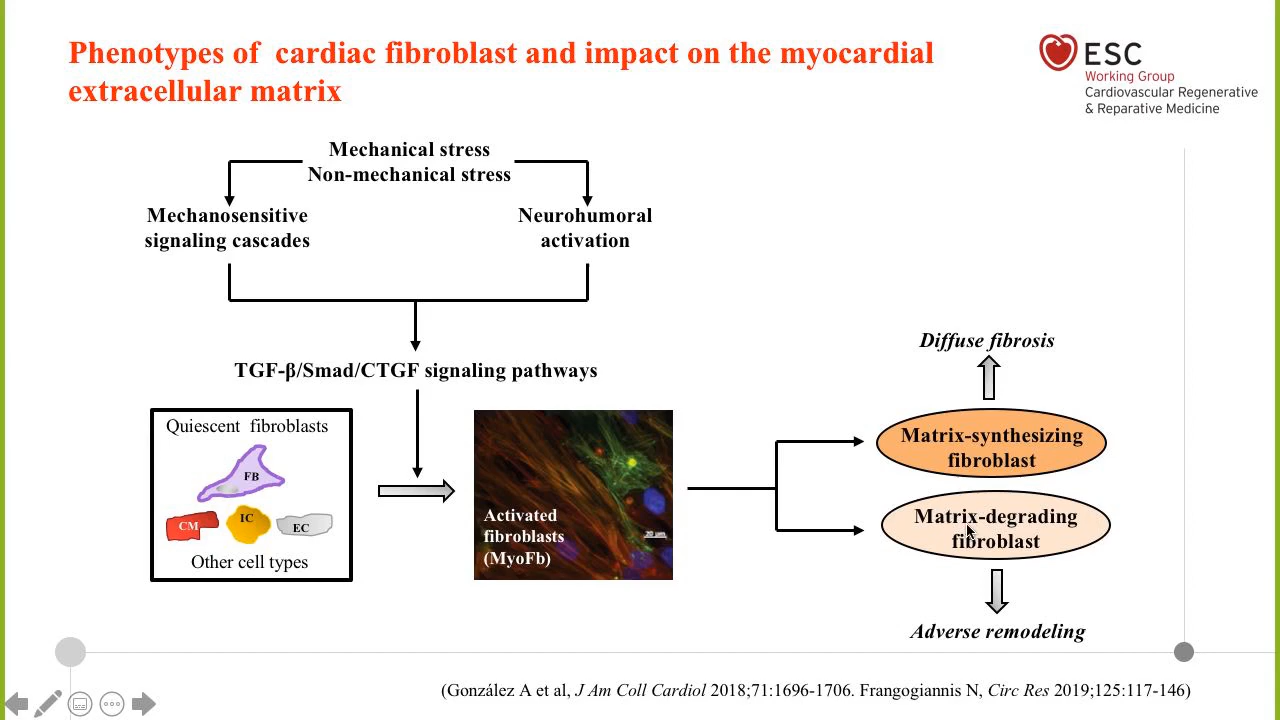 Phenotypes of cardiac fibroblast and impact on the myocardial
extracellular matrix
ESC
Working Group
Cardiovascular Regenerative
& Reparative Medicine
Mechanical stress
Non-mechanical stress
Mechanosensitive
signaling cascades
Neurohumoral
activation
TGF-β/Smad/CTGF signaling pathways
Quiescent fibroblasts
FB
CM
IC
EC
Other cell types
Activated
fibroblasts
(MyoFb)
20 µm
Diffuse fibrosis
Matrix-synthesizing
fibroblast
Matrix-degrading
fibroblast
Adverse remodeling
(González A et al, J Am Coll Cardiol 2018;71:1696-1706. Frangogiannis N, Circ Res 2019;125:117-146)